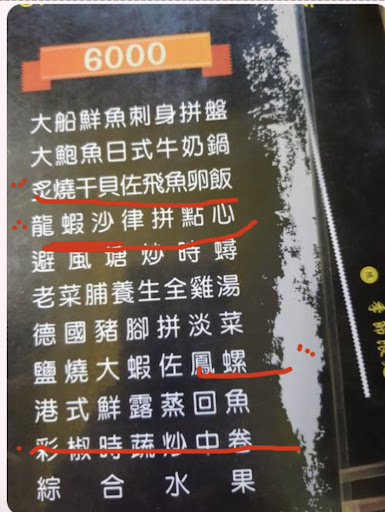 6000
大船鮮魚刺身拼盤
大鮑魚日式牛奶鍋
炙燒干貝佐飛魚卵飯
龍蝦沙律拼點心
避風塘炒時蟳
老菜脯養生全雞湯
德國豬腳拼淡菜
鹽燒大蝦佐鳳螺
港式鮮露蒸回魚
彩椒時蔬炒中卷
綜合水果